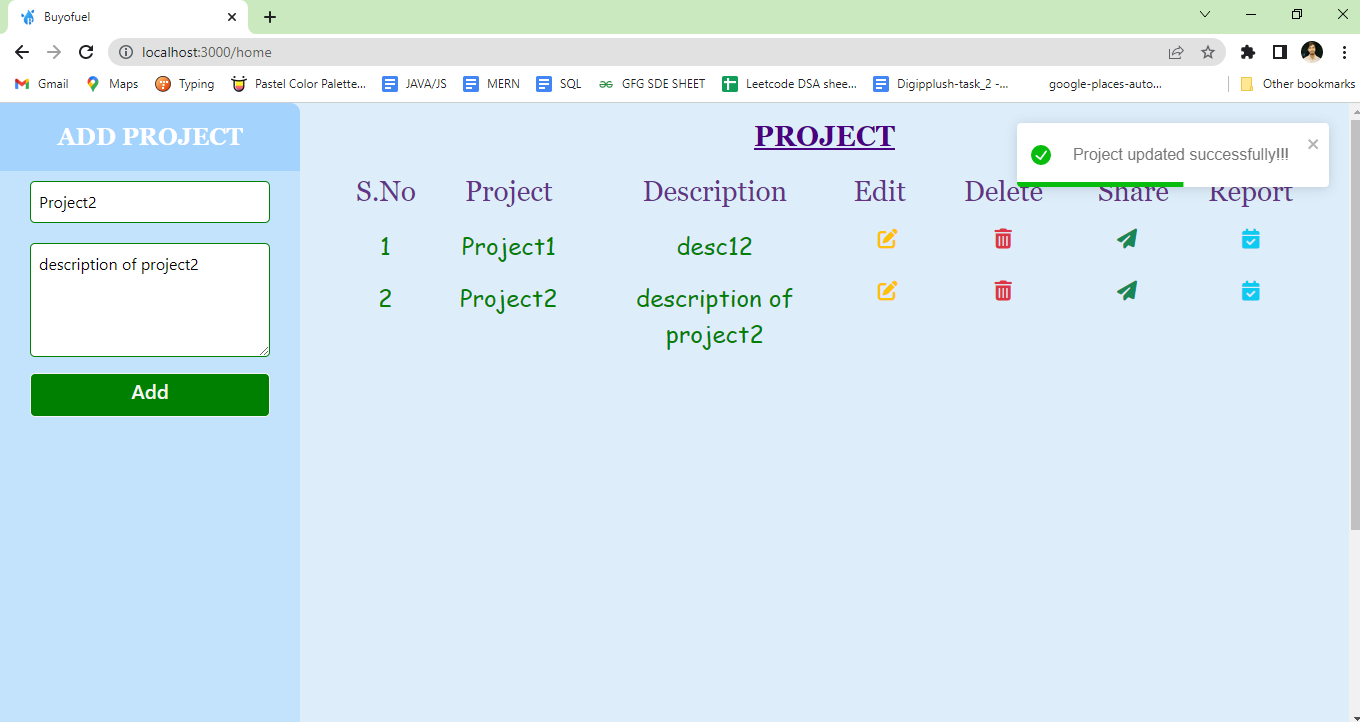 Buyofuel
localhost:3000/home
Gmail Maps Typing Pastel Color Palette... JAVA/JS MERN SQL GFG SDE SHEET Leetcode DSA shee... Digipplush-task_2 -... google-places-auto... Other bookmarks
ADD PROJECT
Project2
description of project2
Add
PROJECT
Project updated successfully!!!
S.No Project Description Edit Delete Share Report
1 Project1 desc12
2 Project2 description of
project2